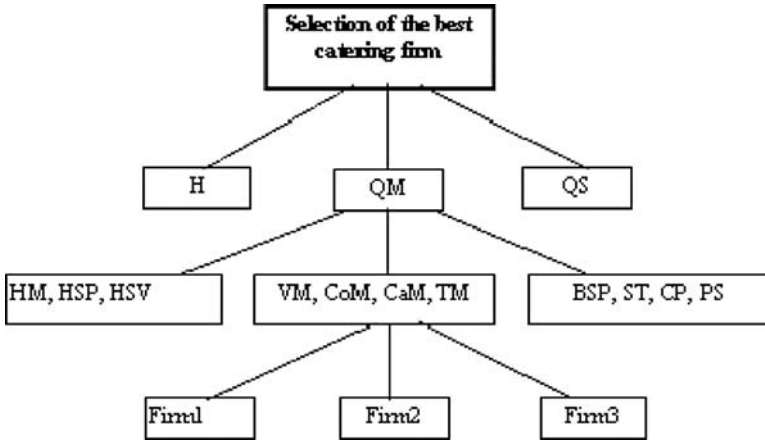 Selection of the best
catering firm
H
QM
QS
HM, HSP, HSV
VM, CoM, CaM, TM
BSP, ST, CP, PS
Firm1
Firm2
Firm3